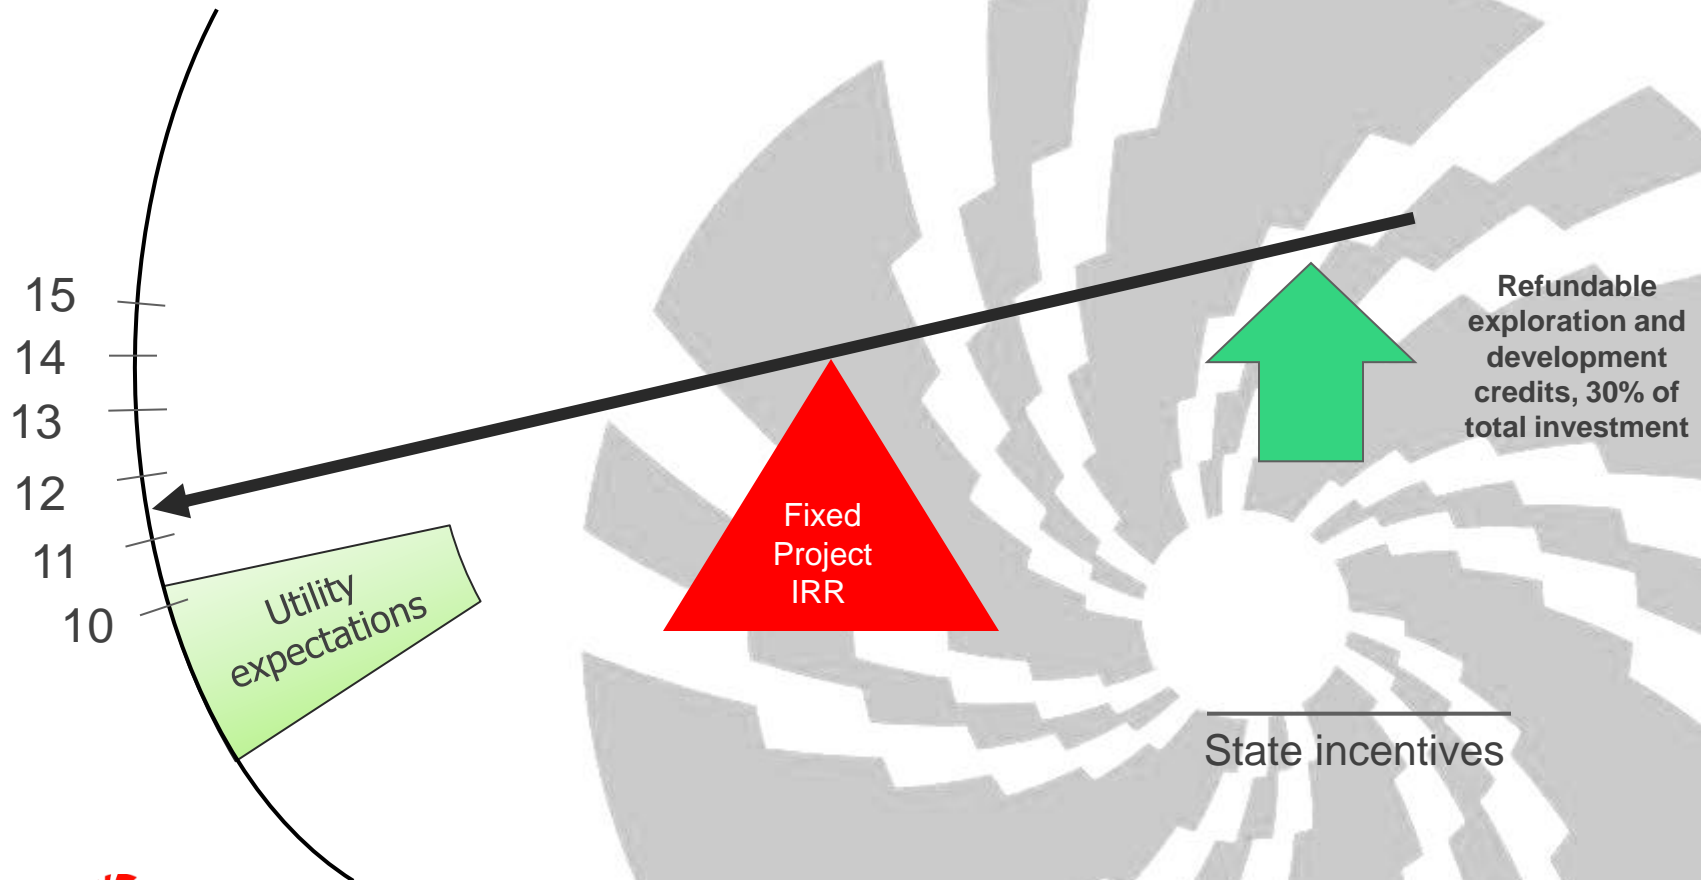 15
14
13
12
11
10
Utility
expectations
Fixed
Project
IRR
Refundable
exploration and
development
credits, 30% of
total investment
State incentives